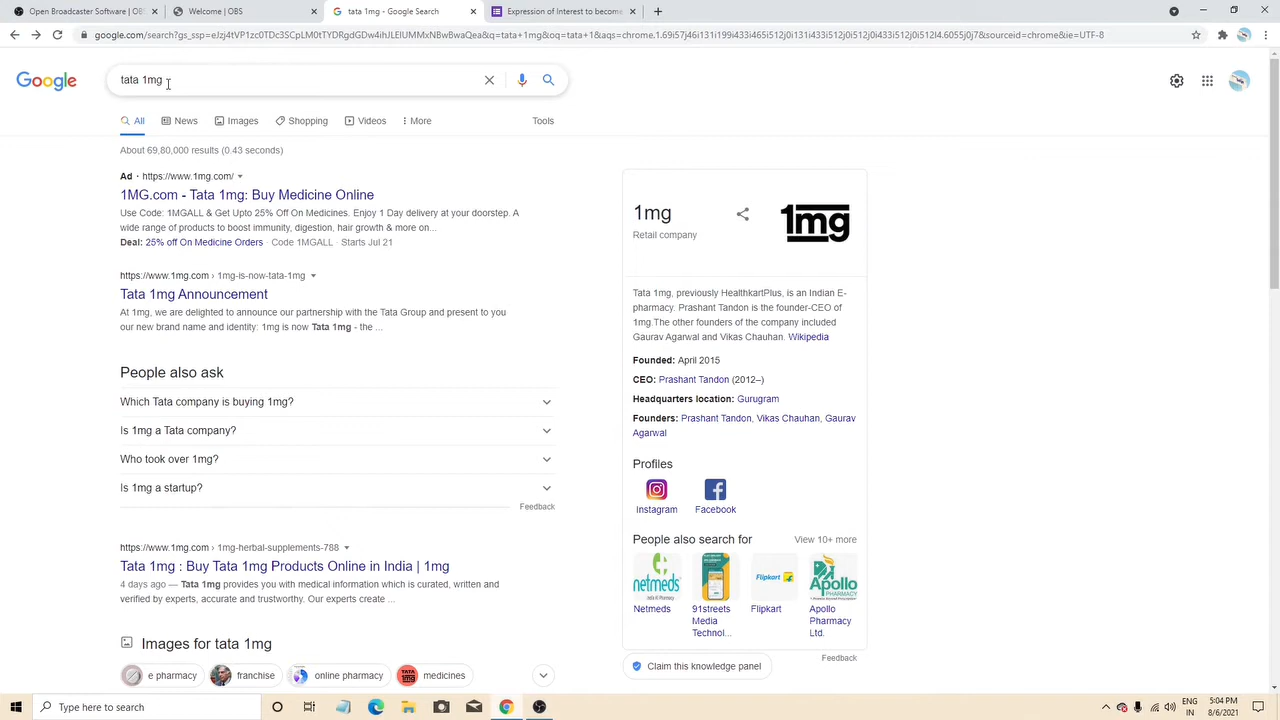 Open Broadcaster Software | OBS
Welcome | OBS
tata 1mg - Google Search
Expression of Interest to become
google.com/search?gs_ssp=eJzj4tVP1zc0TDc3SCpLM0tTYDRgdGDw4ihJLElUMMxNBwBwaQea&q=tata+1mg&oq=tata+1&aqs=chrome.1.69i57j46i131i199i433i465i512j0i131i433i512j0i512j0i433i512j0i512l4.6055j0j7&sourceid=chrome&ie=UTF-8
Google
tata 1mg
All
News
Images
Shopping
Videos
More
Tools
About 69,80,000 results (0.43 seconds)
Ad · https://www.1mg.com/
1MG.com - Tata 1mg: Buy Medicine Online
Use Code: 1MGALL & Get Upto 25% Off On Medicines. Enjoy 1 Day delivery at your doorstep. A
wide range of products to boost immunity, digestion, hair growth & more on...
Deal: 25% off On Medicine Orders · Code 1MGALL · Starts Jul 21
https://www.1mg.com › 1mg-is-now-tata-1mg
Tata 1mg Announcement
At 1mg, we are delighted to announce our partnership with the Tata Group and present to you
our new brand name and identity: 1mg is now Tata 1mg - the ...
People also ask
Which Tata company is buying 1mg?
Is 1mg a Tata company?
Who took over 1mg?
Is 1mg a startup?
Feedback
https://www.1mg.com › 1mg-herbal-supplements-788
Tata 1mg : Buy Tata 1mg Products Online in India | 1mg
4 days ago — Tata 1mg provides you with medical information which is curated, written and
verified by experts, accurate and trustworthy. Our experts create ...
Images for tata 1mg
e pharmacy
franchise
online pharmacy
TATA
1mg
medicines
1mg
Retail company
1mg
Tata 1mg, previously HealthkartPlus, is an Indian E-
pharmacy. Prashant Tandon is the founder-CEO of
1mg.The other founders of the company included
Gaurav Agarwal and Vikas Chauhan. Wikipedia
Founded: April 2015
CEO: Prashant Tandon (2012–)
Headquarters location: Gurugram
Founders: Prashant Tandon, Vikas Chauhan, Gaurav
Agarwal
Profiles
Instagram
Facebook
People also search for
View 10+ more
netmeds
Flipkart
Apollo
PHARMACY
Netmeds
91streets
Media
Technol...
Flipkart
Apollo
Pharmacy
Ltd.
Feedback
Claim this knowledge panel
Type here to search
ENG
IN
5:04 PM
8/6/2021